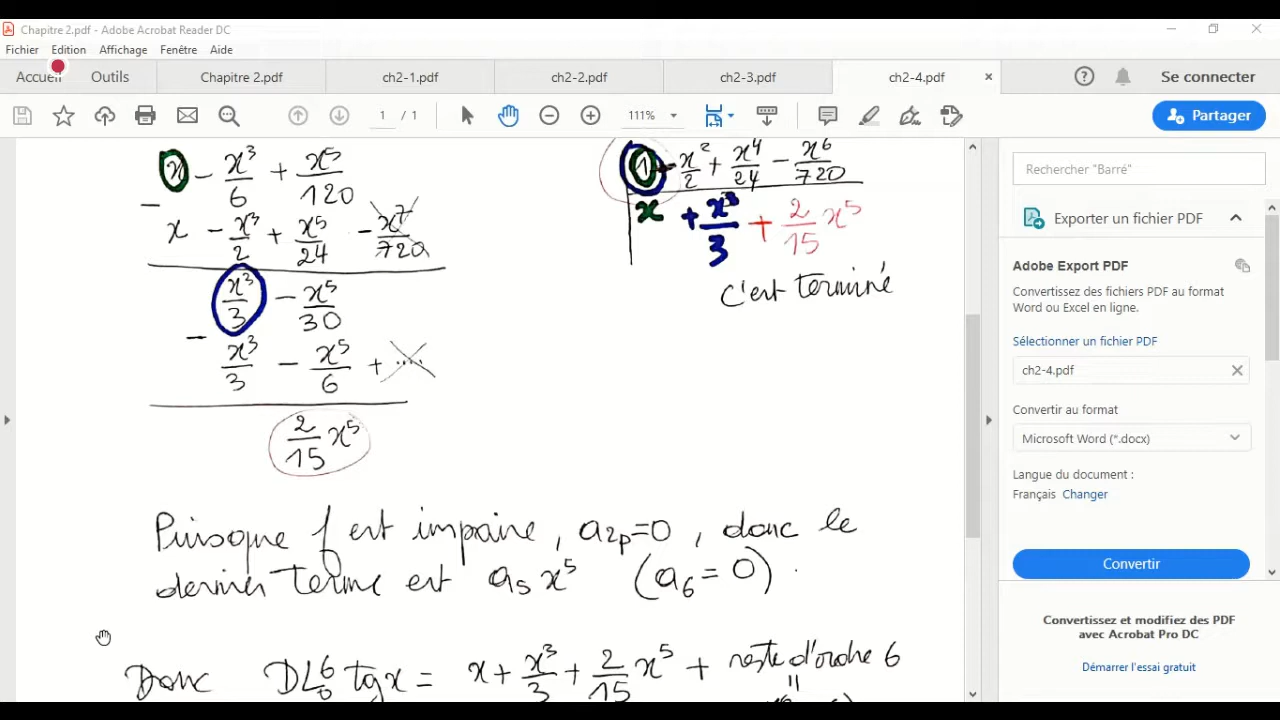 Chapitre 2.pdf - Adobe Acrobat Reader DC
Fichier Edition Affichage Fenêtre Aide
Accueil Outils Chapitre 2.pdf ch2-1.pdf ch2-2.pdf ch2-3.pdf ch2-4.pdf Se connecter
1 / 1 111% Partager
x - x³/6 + x⁵/120
- x - x³/2 + x⁵/24 - x⁷/720
x³/3 - x⁵/30
- x³/3 - x⁵/6 + ...
2/15 x⁵
1 - x²/2 + x⁴/24 - x⁶/720
x + x³/3 + 2/15 x⁵
c'est terminé
Puisque f est impaire, a2p=0, donc le
dernier terme est a5 x⁵ (a6 = 0).
Donc DL⁶₀ tgx = x + x³/3 + 2/15 x⁵ + reste d'ordre 6
Rechercher "Barré"
Exporter un fichier PDF
Adobe Export PDF
Convertissez des fichiers PDF au format
Word ou Excel en ligne.
Sélectionner un fichier PDF
ch2-4.pdf
Convertir au format
Microsoft Word (*.docx)
Langue du document :
Français Changer
Convertir
Convertissez et modifiez des PDF
avec Acrobat Pro DC
Démarrer l'essai gratuit